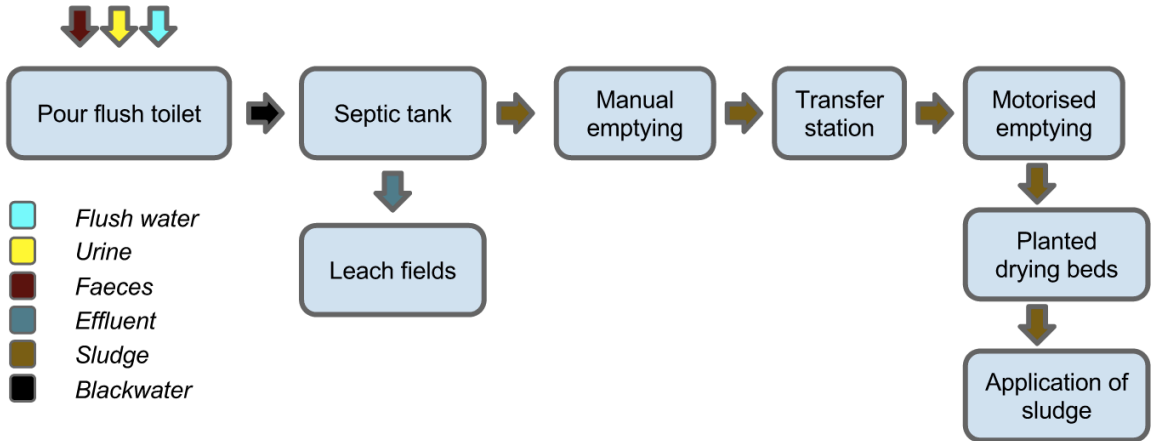 Pour flush toilet
Septic tank
Manual
emptying
Transfer
station
Motorised
emptying
Leach fields
Planted
drying beds
Application of
sludge
Flush water
Urine
Faeces
Effluent
Sludge
Blackwater